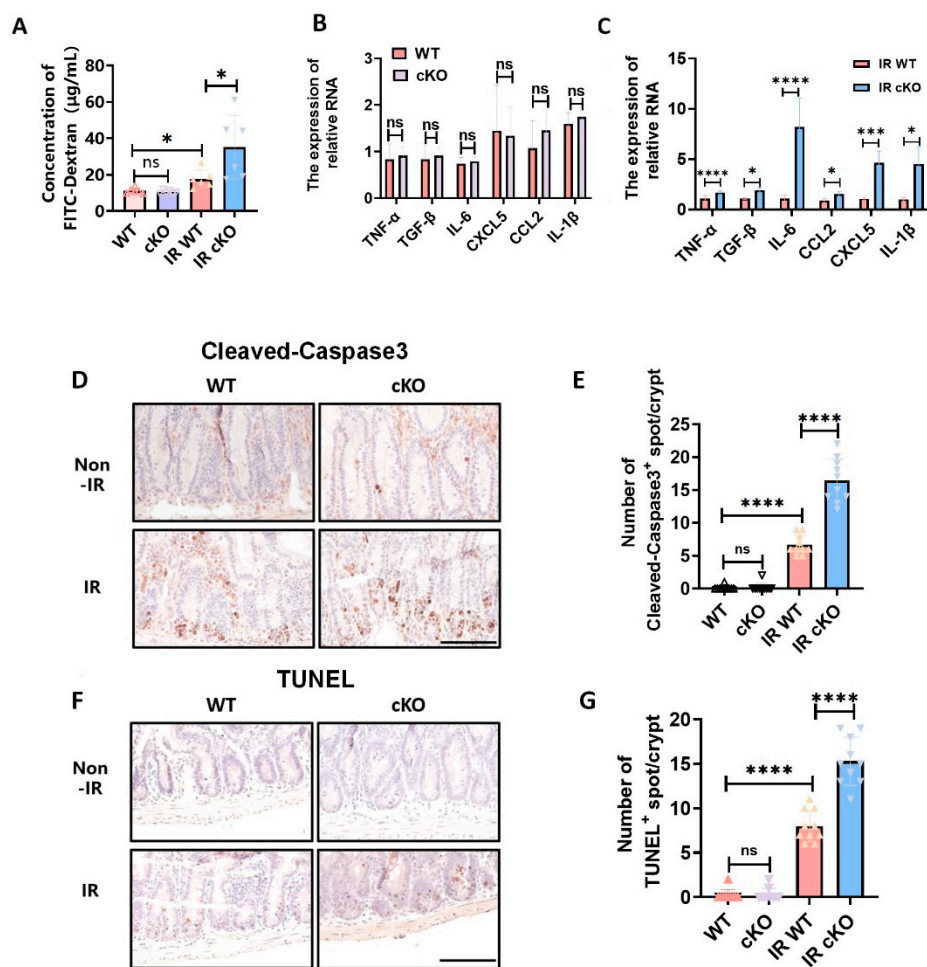 A
Concentration of
FITC-Dextran (μg/mL)
80
60
40
20
0
ns
*
*
WT
cKO
IR WT
IR cKO
B
The expression of
relative RNA
3
2
1
0
WT
cKO
ns
ns
ns
ns
ns
ns
TNF-α
TGF-β
IL-6
CXCL5
CCL2
IL-1β
C
The expression of
relative RNA
15
10
5
0
IR WT
IR cKO
****
*
****
*
***
*
TNF-α
TGF-β
IL-6
CCL2
CXCL5
IL-1β
Cleaved-Caspase3
D
WT
cKO
Non
-IR
IR
E
Number of
Cleaved-Caspase3+ spot/crypt
25
20
15
10
5
0
ns
****
****
WT
cKO
IR WT
IR cKO
TUNEL
F
WT
cKO
Non
-IR
IR
G
Number of
TUNEL+ spot/crypt
20
15
10
5
0
ns
****
****
WT
cKO
IR WT
IR cKO